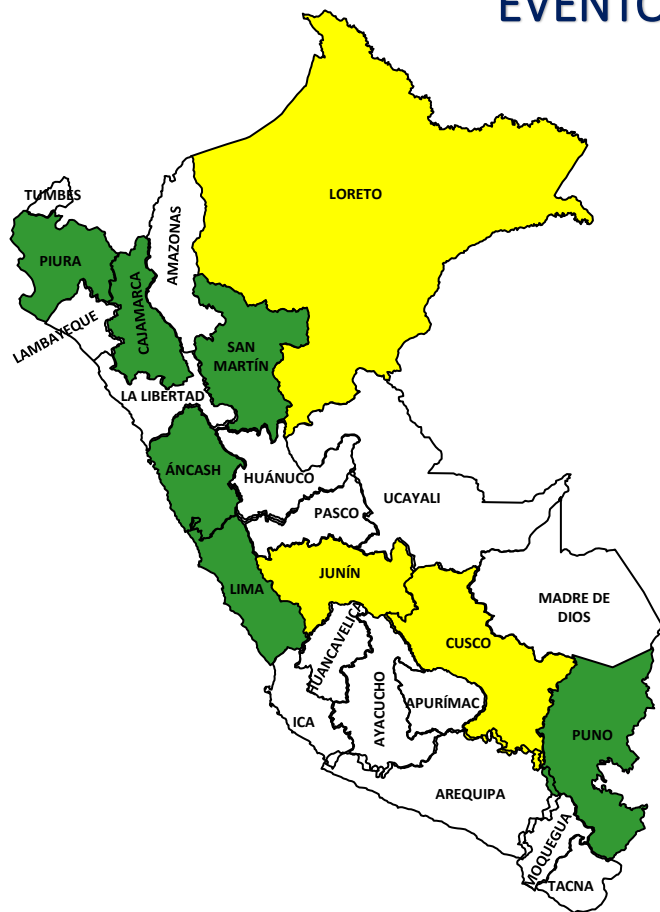 EVENTO
LORETO
TUMBES
AMAZONAS
PIURA
CAJAMARCA
LAMBAYEQUE
SAN
MARTÍN
LA LIBERTAD
ÁNCASH
HUÁNUCO
UCAYALI
PASCO
JUNÍN
LIMA
MADRE DE
DIOS
HUANCAVELICA
CUSCO
AYACUCHO
APURÍMAC
ICA
PUNO
AREQUIPA
MOQUEGUA
TACNA